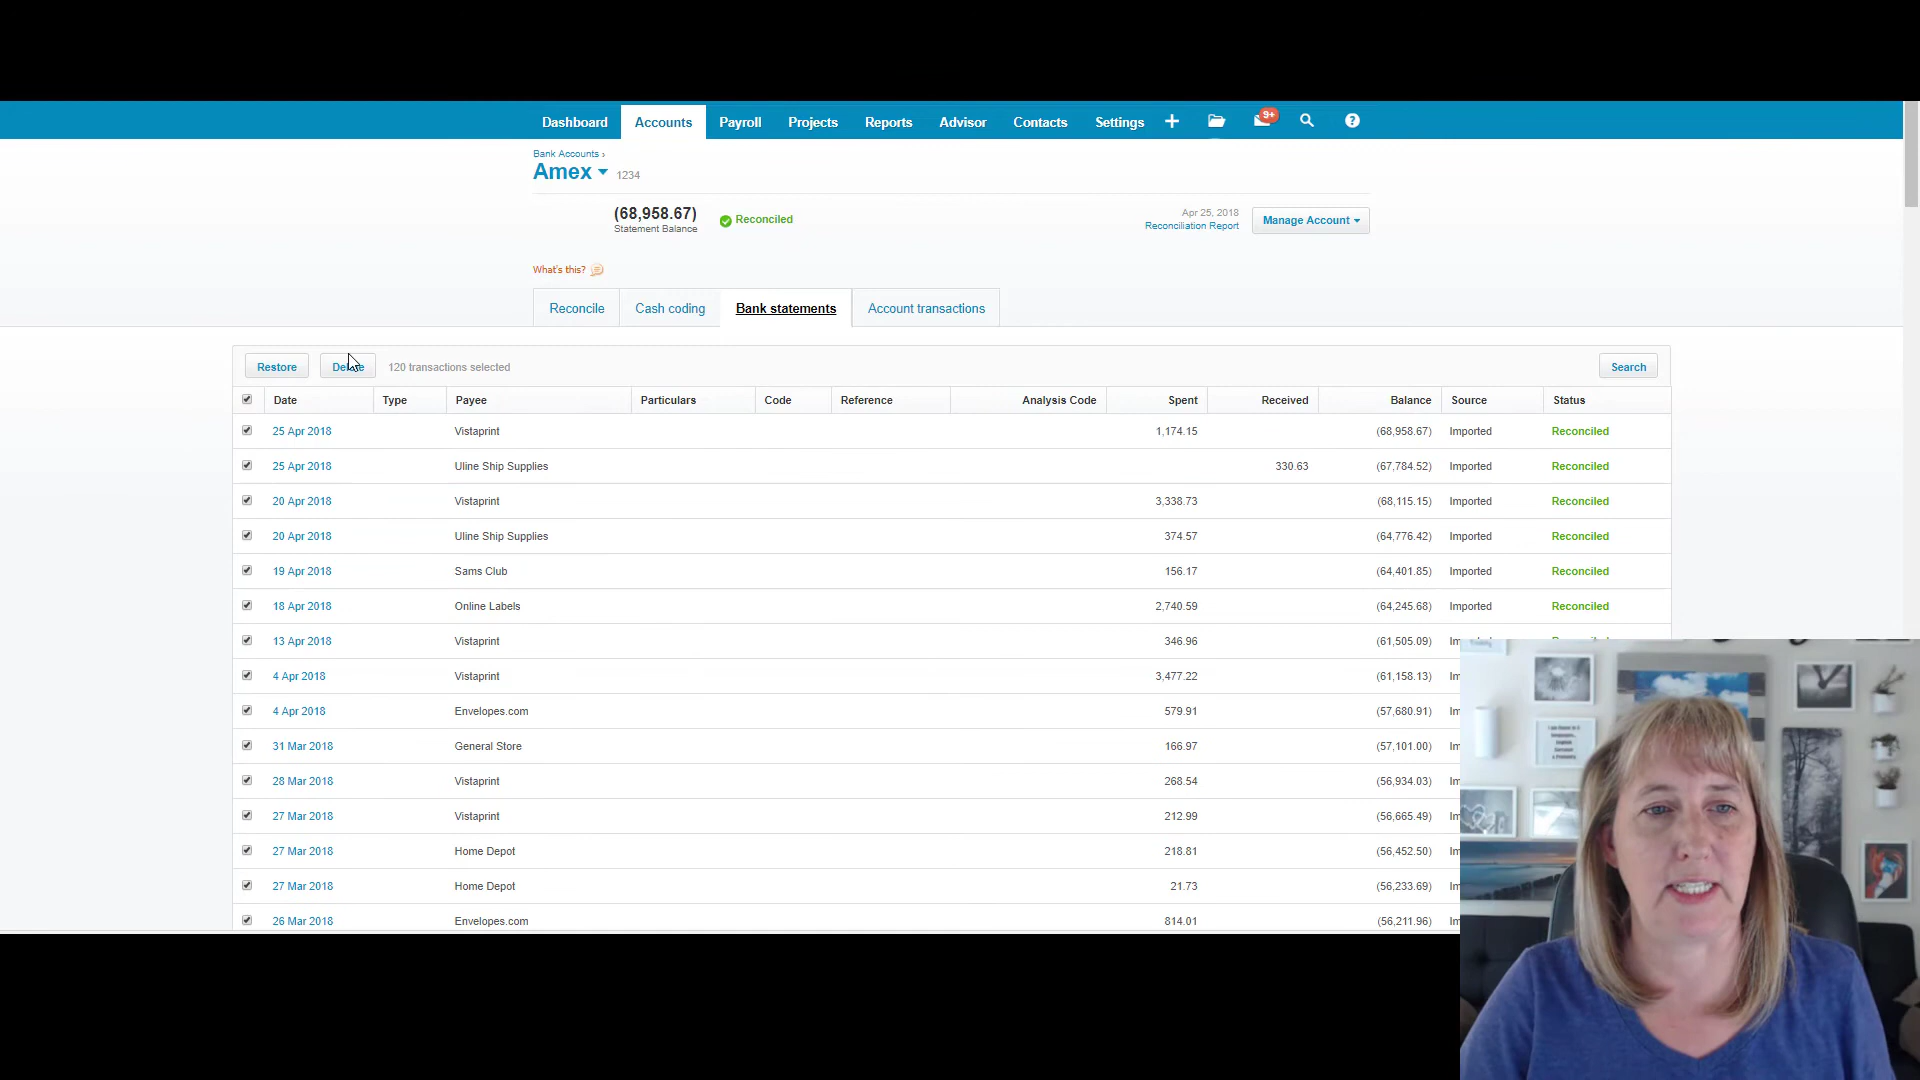 Dashboard Accounts Payroll Projects Reports Advisor Contacts Settings 9+
Bank Accounts ›
Amex 1234
(68,958.67) Reconciled
Statement Balance
Apr 25, 2018
Reconciliation Report
Manage Account
What's this?
Reconcile Cash coding Bank statements Account transactions
Restore 120 transactions selected Search
Date Type Payee Particulars Code Reference Analysis Code Spent Received Balance Source Status
25 Apr 2018 Vistaprint 1,174.15 (68,958.67) Imported Reconciled
25 Apr 2018 Uline Ship Supplies 330.63 (67,784.52) Imported Reconciled
20 Apr 2018 Vistaprint 3,338.73 (68,115.15) Imported Reconciled
20 Apr 2018 Uline Ship Supplies 374.57 (64,776.42) Imported Reconciled
19 Apr 2018 Sams Club 156.17 (64,401.85) Imported Reconciled
18 Apr 2018 Online Labels 2,740.59 (64,245.68) Imported Reconciled
13 Apr 2018 Vistaprint 346.96 (61,505.09)
4 Apr 2018 Vistaprint 3,477.22 (61,158.13) Im
4 Apr 2018 Envelopes.com 579.91 (57,680.91) Im
31 Mar 2018 General Store 166.97 (57,101.00) Im
28 Mar 2018 Vistaprint 268.54 (56,934.03) Im
27 Mar 2018 Vistaprint 212.99 (56,665.49) Im
27 Mar 2018 Home Depot 218.81 (56,452.50) Im
27 Mar 2018 Home Depot 21.73 (56,233.69) Im
26 Mar 2018 Envelopes.com 814.01 (56,211.96) Im